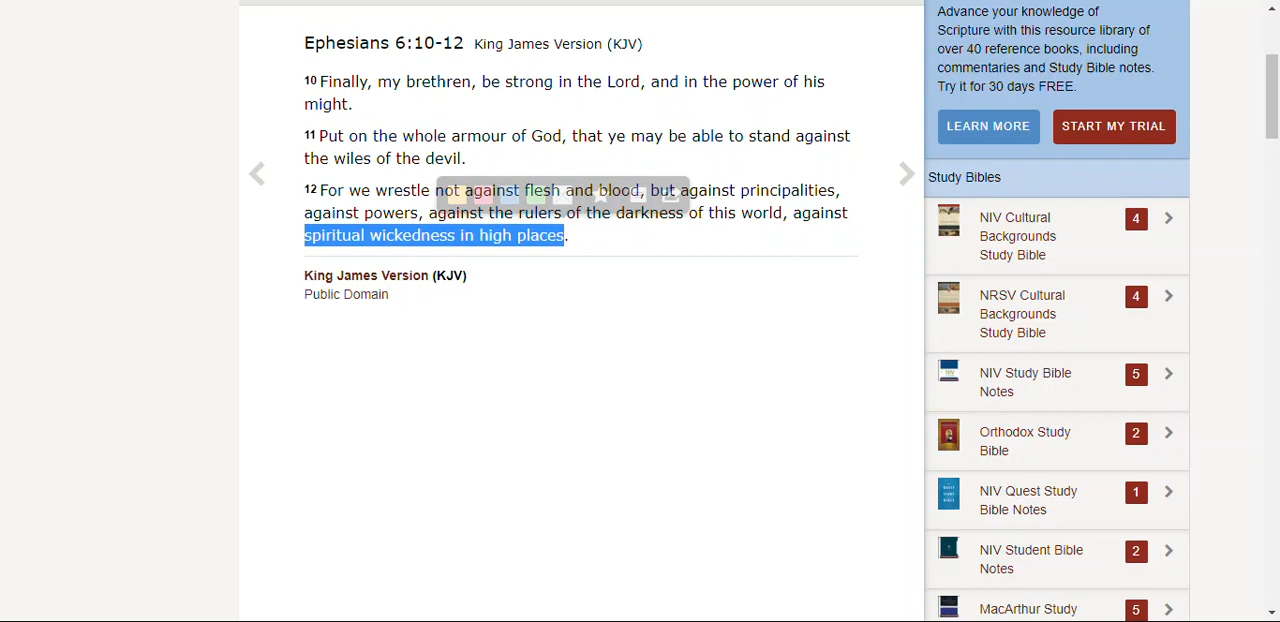 Ephesians 6:10-12 King James Version (KJV)
10 Finally, my brethren, be strong in the Lord, and in the power of his
might.
11 Put on the whole armour of God, that ye may be able to stand against
the wiles of the devil.
12 For we wrestle not against flesh and blood, but against principalities,
against powers, against the rulers of the darkness of this world, against
spiritual wickedness in high places.
King James Version (KJV)
Public Domain
Advance your knowledge of
Scripture with this resource library of
over 40 reference books, including
commentaries and Study Bible notes.
Try it for 30 days FREE.
LEARN MORE START MY TRIAL
Study Bibles
NIV Cultural
Backgrounds
Study Bible
4
NRSV Cultural
Backgrounds
Study Bible
4
NIV Study Bible
Notes
5
Orthodox Study
Bible
2
NIV Quest Study
Bible Notes
1
NIV Student Bible
Notes
2
MacArthur Study
5